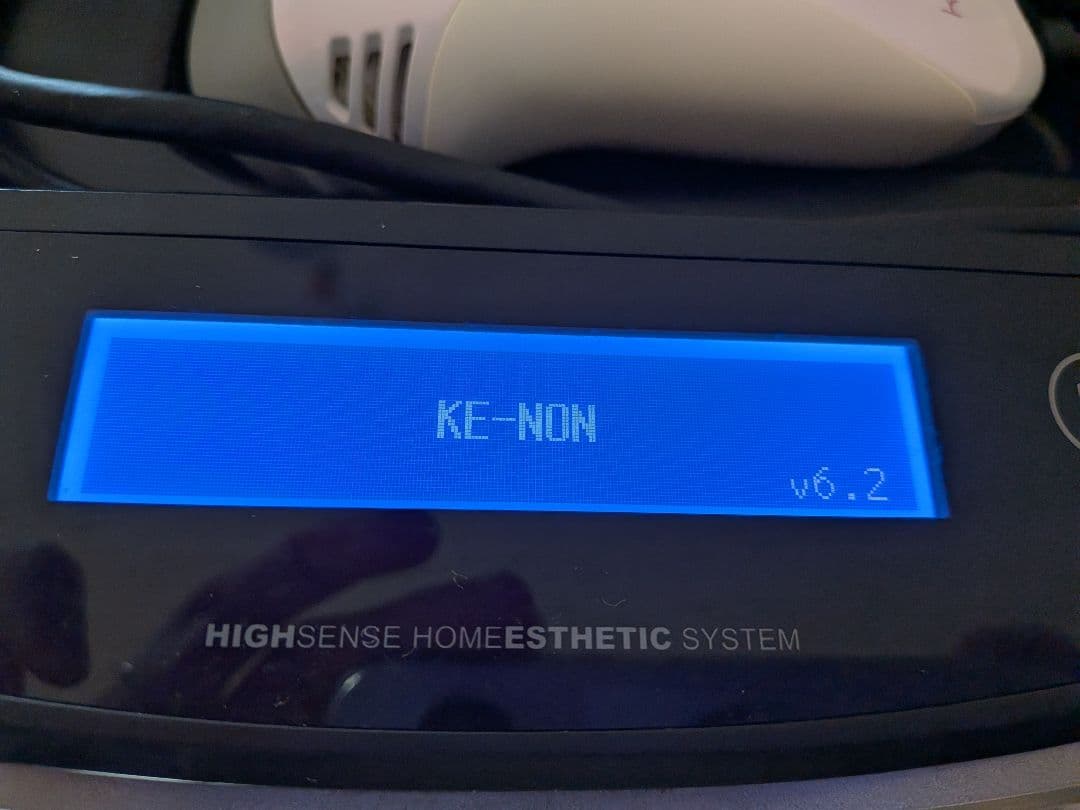 KE-NON
v6.2
HIGHSENSE HOMEESTHETIC SYSTEM